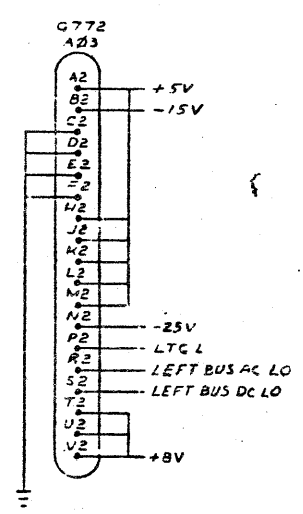 G772
AØ3
A2
+5V
B2
-15V
C2
D2
E2
F2
H2
J2
K2
L2
M2
N2
-25V
P2
LTC L
R2
LEFT BUS AC LO
S2
LEFT BUS DC LO
T2
U2
V2
+8V